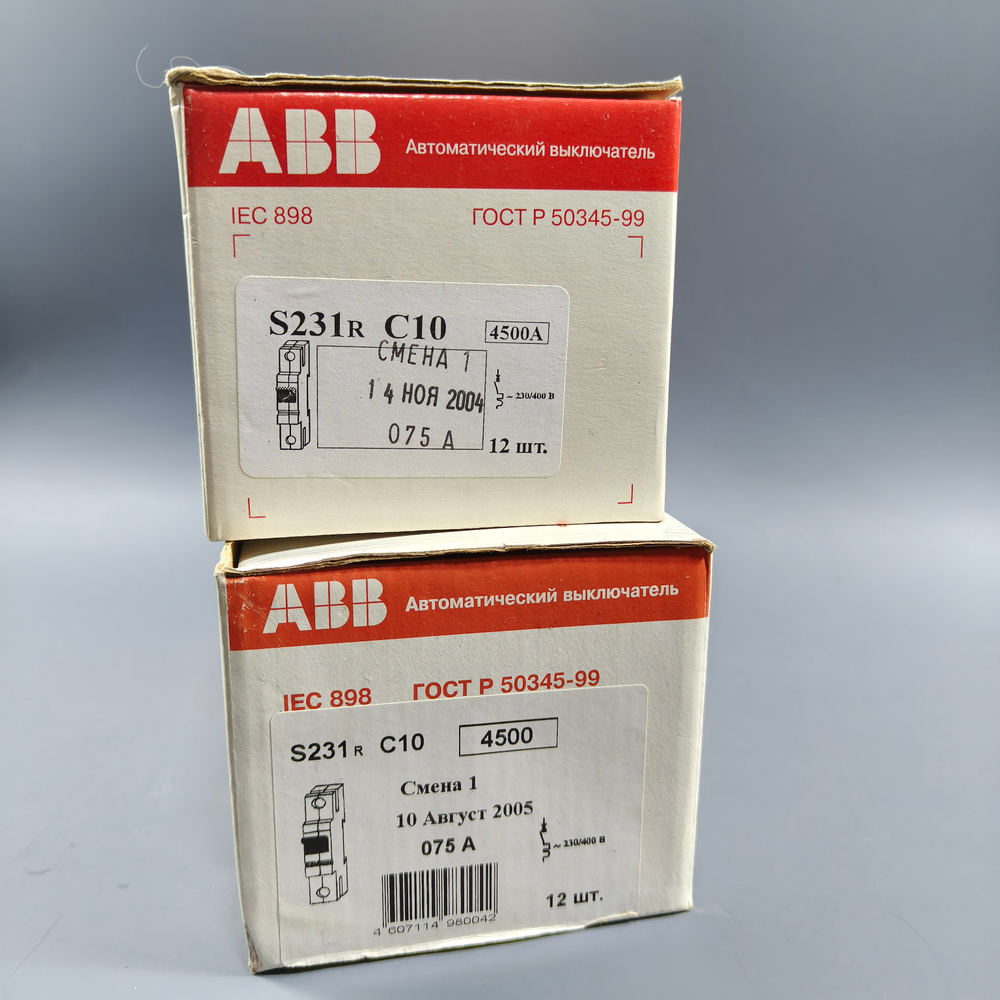 ABB Автоматический выключатель
IEC 898 ГОСТ Р 50345-99
S231R C10 4500А
СМЕНА 1
14 НОЯ 2004
~ 230/400 В
075 А
12 шт.
ABB Автоматический выключатель
IEC 898 ГОСТ Р 50345-99
S231R C10 4500
Смена 1
10 Август 2005
075 А
~ 230/400 В
4 607114 980042
12 шт.